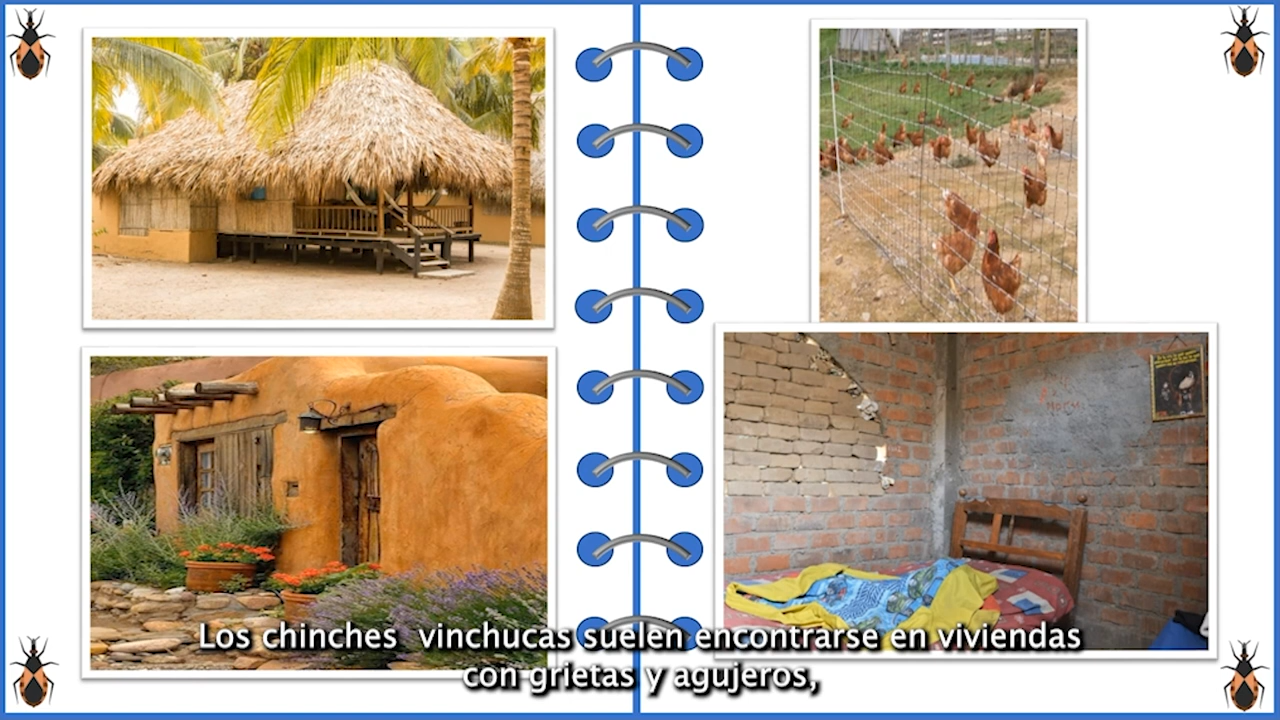 Los chinches  vinchucas suelen encontrarse en viviendas
con grietas y agujeros,